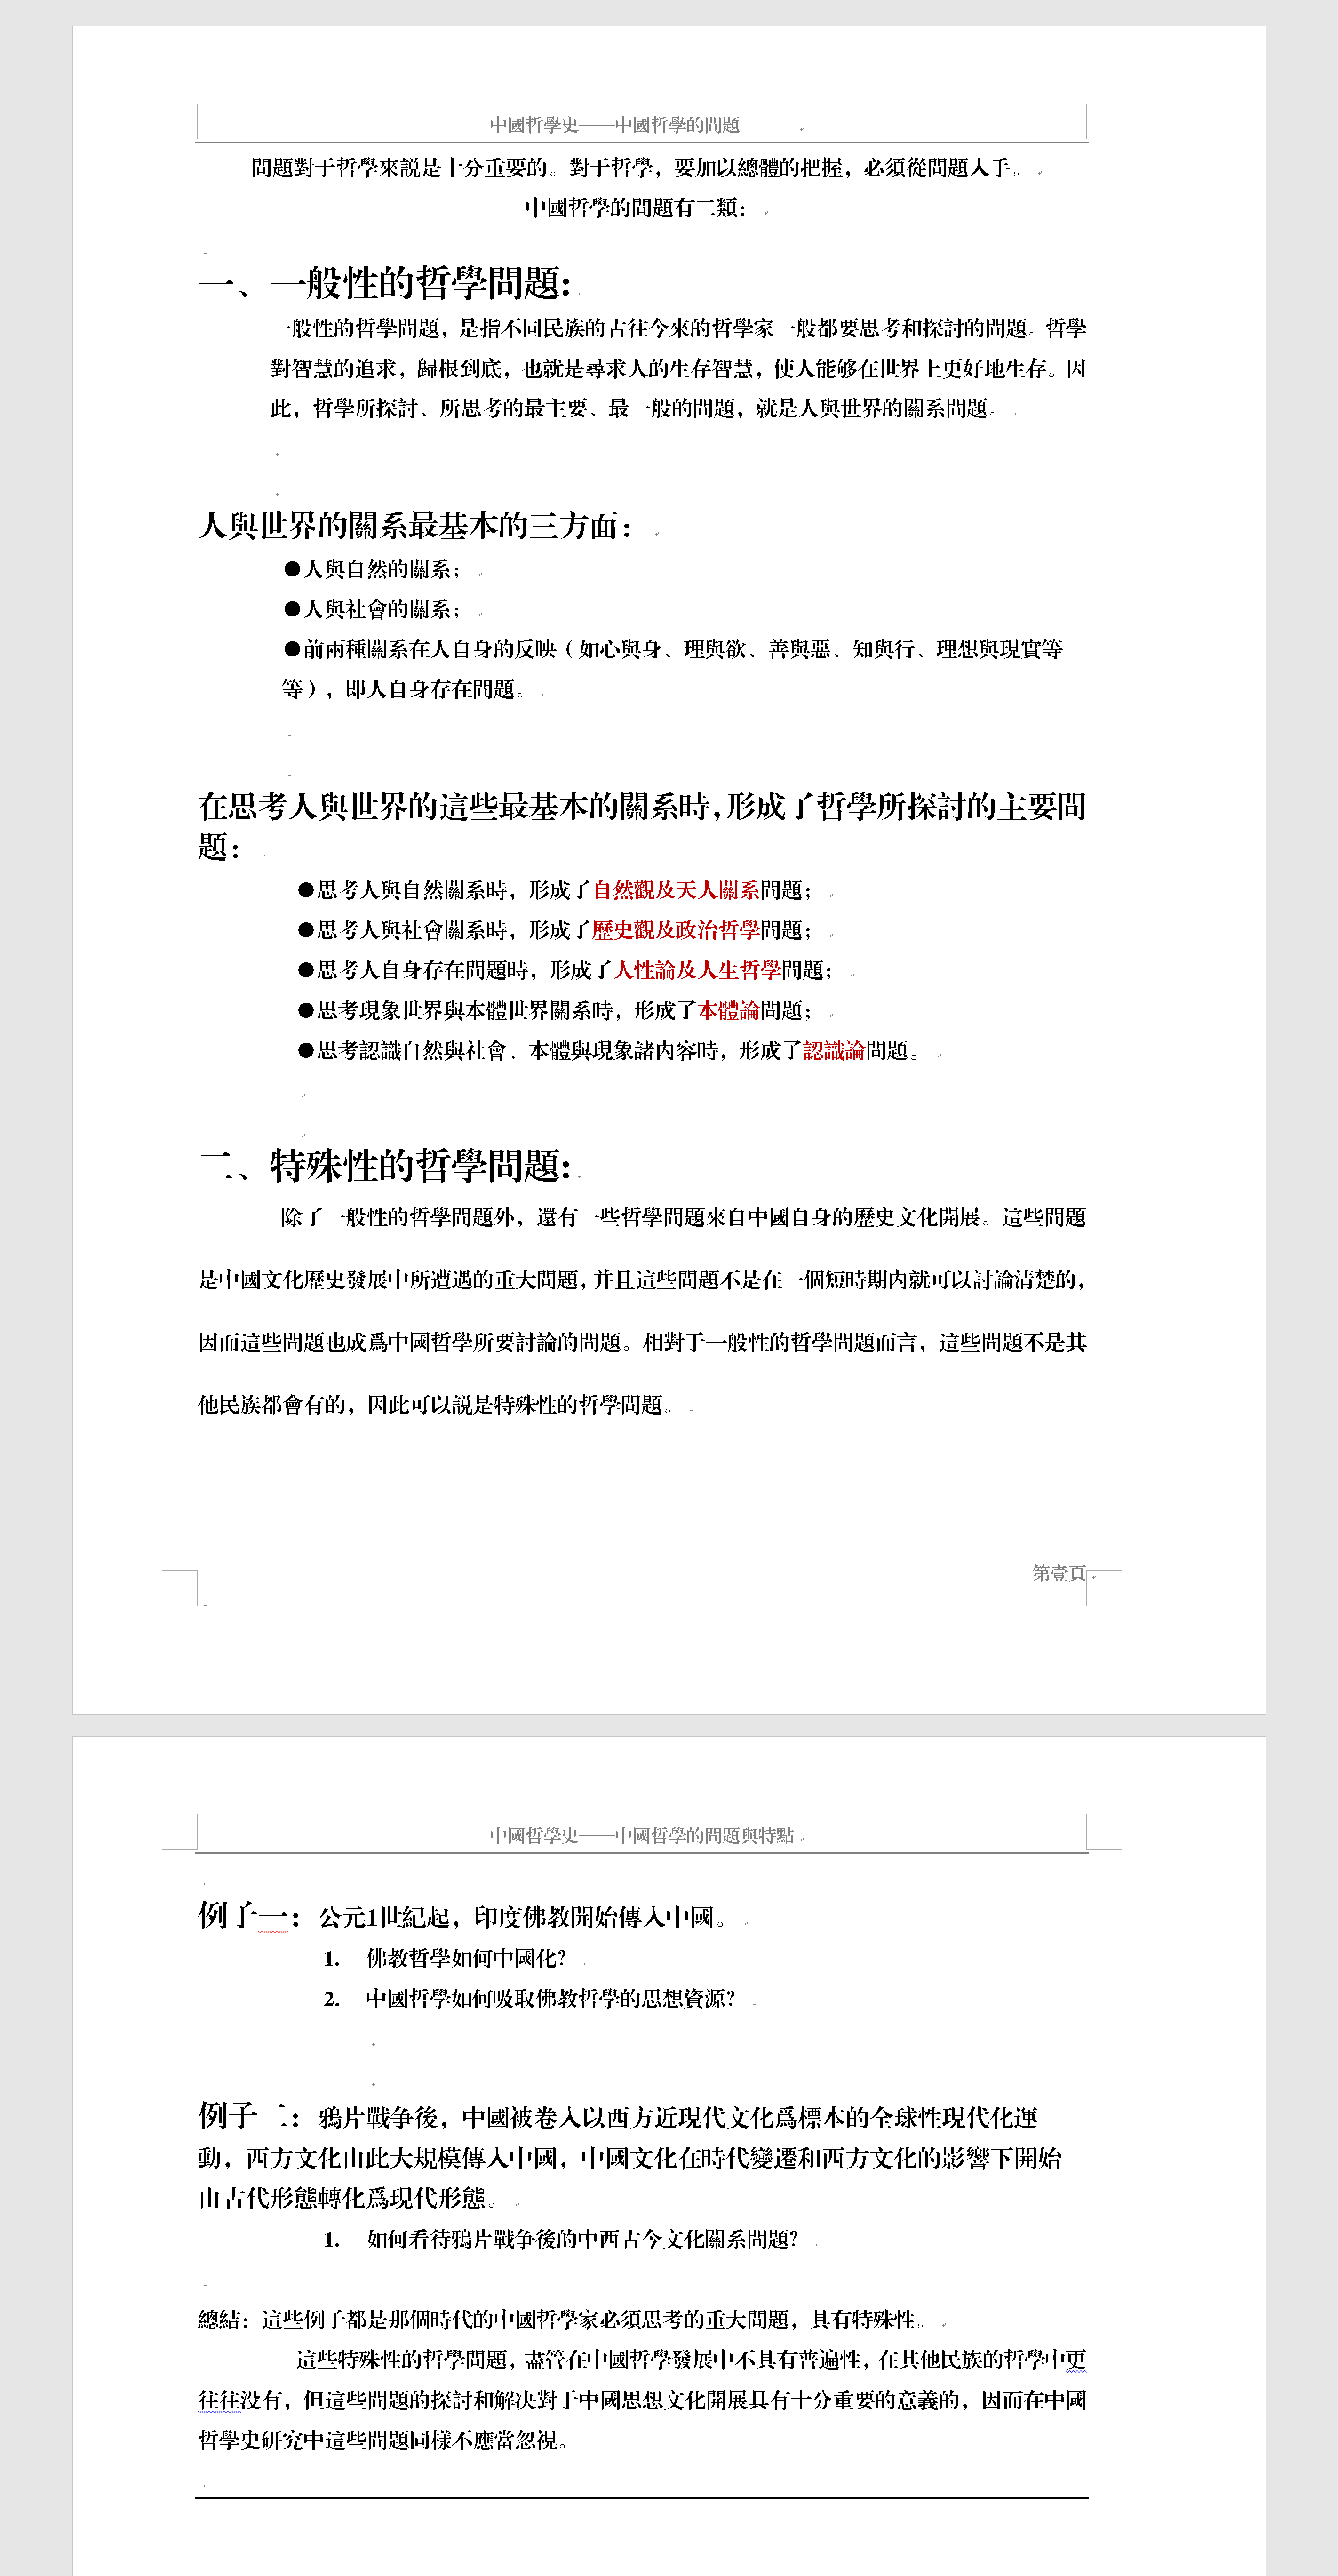 中國哲學史——中國哲學的問題
問題對于哲學來説是十分重要的。對于哲學，要加以總體的把握，必須從問題入手。
中國哲學的問題有二類：
一、一般性的哲學問題:
一般性的哲學問題，是指不同民族的古往今來的哲學家一般都要思考和探討的問題。哲學
對智慧的追求，歸根到底，也就是尋求人的生存智慧，使人能够在世界上更好地生存。因
此，哲學所探討、所思考的最主要、最一般的問題，就是人與世界的關系問題。
人與世界的關系最基本的三方面：
●人與自然的關系；
●人與社會的關系；
●前兩種關系在人自身的反映（如心與身、理與欲、善與惡、知與行、理想與現實等
等），即人自身存在問題。
在思考人與世界的這些最基本的關系時，形成了哲學所探討的主要問
題：
●思考人與自然關系時，形成了自然觀及天人關系問題；
●思考人與社會關系時，形成了歷史觀及政治哲學問題；
●思考人自身存在問題時，形成了人性論及人生哲學問題；
●思考現象世界與本體世界關系時，形成了本體論問題；
●思考認識自然與社會、本體與現象諸内容時，形成了認識論問題。
二、特殊性的哲學問題:
除了一般性的哲學問題外，還有一些哲學問題來自中國自身的歷史文化開展。這些問題
是中國文化歷史發展中所遭遇的重大問題，并且這些問題不是在一個短時期内就可以討論清楚的，
因而這些問題也成爲中國哲學所要討論的問題。相對于一般性的哲學問題而言，這些問題不是其
他民族都會有的，因此可以説是特殊性的哲學問題。
第壹頁
中國哲學史——中國哲學的問題與特點
例子一：公元1世紀起，印度佛教開始傳入中國。
1. 佛教哲學如何中國化？
2. 中國哲學如何吸取佛教哲學的思想資源？
例子二：鴉片戰争後，中國被卷入以西方近現代文化爲標本的全球性現代化運
動，西方文化由此大規模傳入中國，中國文化在時代變遷和西方文化的影響下開始
由古代形態轉化爲現代形態。
1. 如何看待鴉片戰争後的中西古今文化關系問題？
總結：這些例子都是那個時代的中國哲學家必須思考的重大問題，具有特殊性。
這些特殊性的哲學問題，盡管在中國哲學發展中不具有普遍性，在其他民族的哲學中更
往往没有，但這些問題的探討和解决對于中國思想文化開展具有十分重要的意義的，因而在中國
哲學史研究中這些問題同樣不應當忽視。